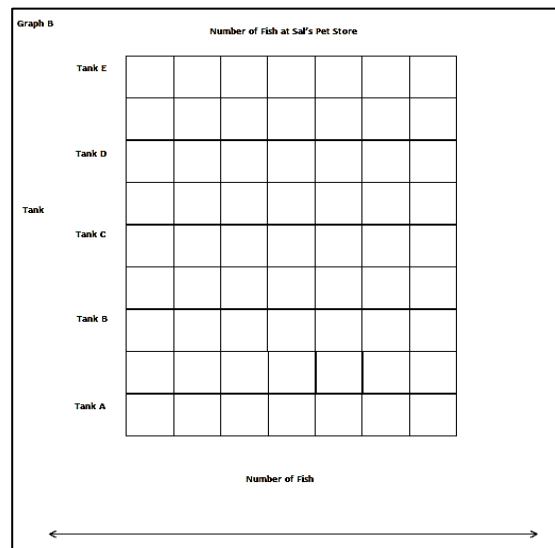 Graph B
Number of Fish at Sal's Pet Store
Tank E
Tank D
Tank
Tank C
Tank B
Tank A
Number of Fish